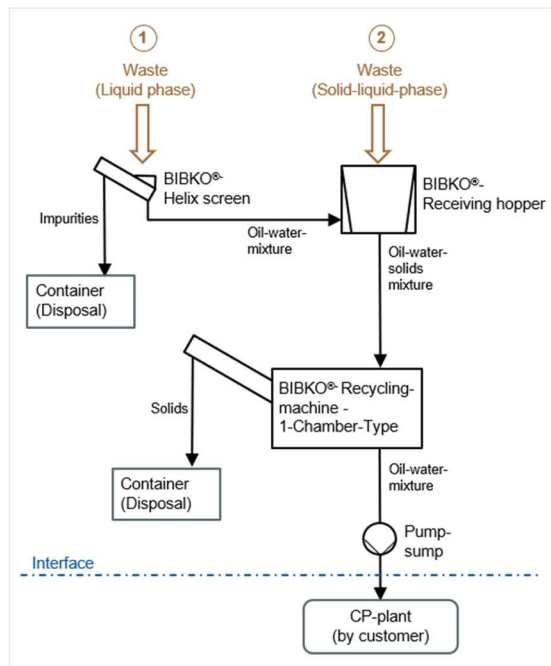 1
Waste
(Liquid phase)
2
Waste
(Solid-liquid-phase)
BIBKO®-
Helix screen
BIBKO®-
Receiving hopper
Impurities
Oil-water-
mixture
Oil-water-
solids
mixture
Container
(Disposal)
BIBKO®-Recycling-
machine -
1-Chamber-Type
Solids
Oil-water-
mixture
Container
(Disposal)
Pump-
sump
Interface
CP-plant
(by customer)